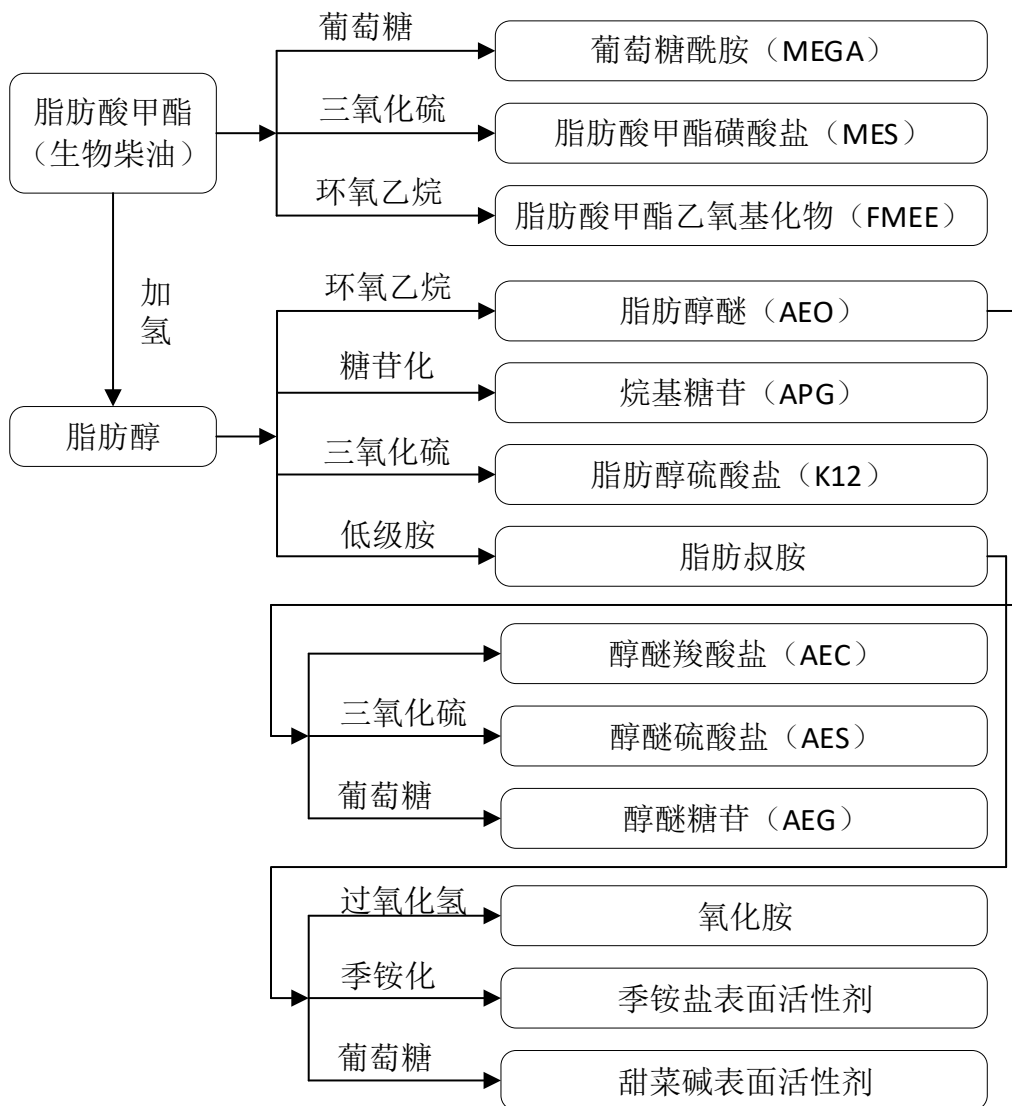 葡萄糖
葡萄糖酰胺（MEGA）
脂肪酸甲酯
（生物柴油）
三氧化硫
脂肪酸甲酯磺酸盐（MES）
环氧乙烷
脂肪酸甲酯乙氧基化物（FMEE）
加
氢
环氧乙烷
脂肪醇醚（AEO）
糖苷化
烷基糖苷（APG）
脂肪醇
三氧化硫
脂肪醇硫酸盐（K12）
低级胺
脂肪叔胺
醇醚羧酸盐（AEC）
三氧化硫
醇醚硫酸盐（AES）
葡萄糖
醇醚糖苷（AEG）
过氧化氢
氧化胺
季铵化
季铵盐表面活性剂
葡萄糖
甜菜碱表面活性剂